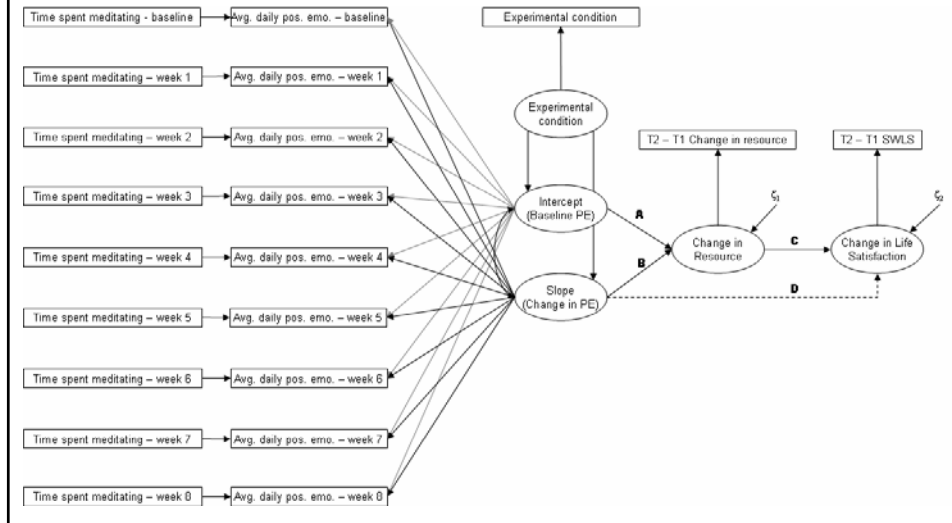 Time spent meditating - baseline
Avg. daily pos. emo. – baseline
Time spent meditating – week 1
Avg. daily pos. emo. – week 1
Time spent meditating – week 2
Avg. daily pos. emo. – week 2
Time spent meditating – week 3
Avg. daily pos. emo. – week 3
Time spent meditating – week 4
Avg. daily pos. emo. – week 4
Time spent meditating – week 5
Avg. daily pos. emo. – week 5
Time spent meditating – week 6
Avg. daily pos. emo. – week 6
Time spent meditating – week 7
Avg. daily pos. emo. – week 7
Time spent meditating – week 8
Avg. daily pos. emo. – week 8
Experimental condition
Experimental
condition
Intercept
(Baseline PE)
Slope
(Change in PE)
A
B
T2 – T1 Change in resource
ζ₁
Change in
Resource
C
D
T2 – T1 SWLS
ζ₂
Change in Life
Satisfaction